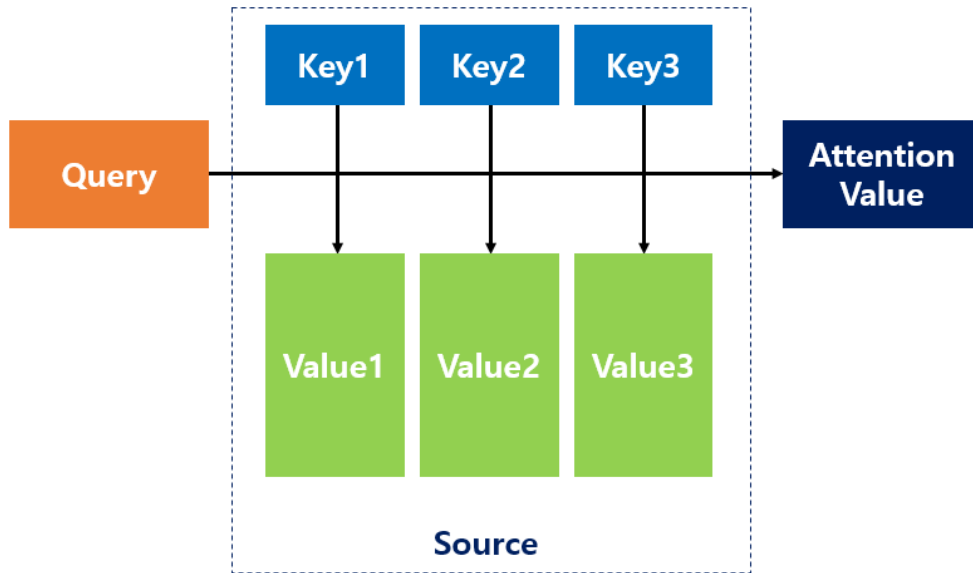 Key1
Key2
Key3
Query
Attention
Value
Value1
Value2
Value3
Source